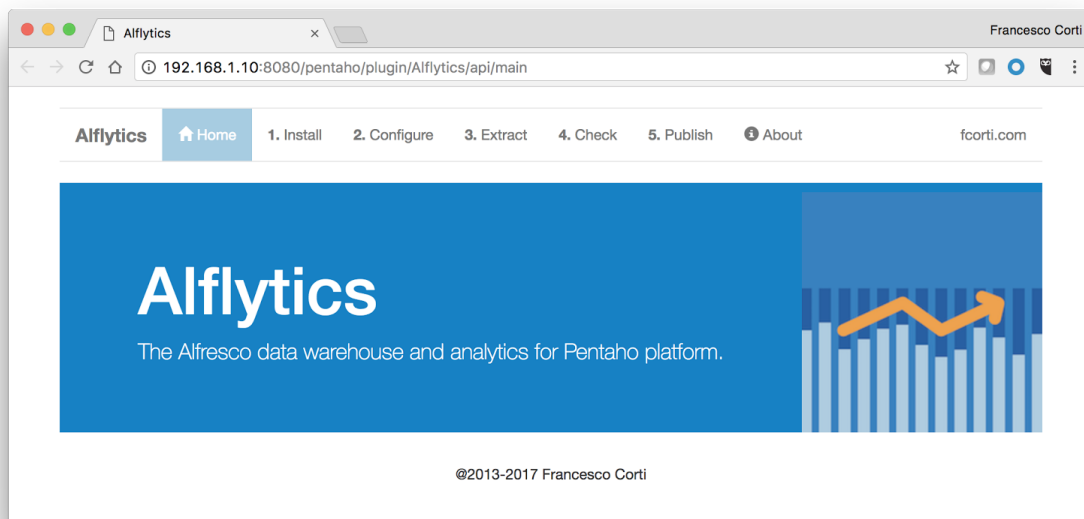 Alflytics
Francesco Corti
192.168.1.10:8080/pentaho/plugin/Alflytics/api/main
Alflytics Home 1. Install 2. Configure 3. Extract 4. Check 5. Publish About fcorti.com
Alflytics
The Alfresco data warehouse and analytics for Pentaho platform.
@2013-2017 Francesco Corti